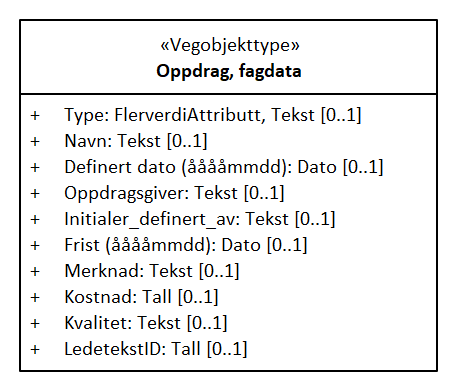 «Vegobjekttype»
Oppdrag, fagdata
+ Type: FlerverdiAttributt, Tekst [0..1]
+ Navn: Tekst [0..1]
+ Definert dato (ååååmmdd): Dato [0..1]
+ Oppdragsgiver: Tekst [0..1]
+ Initialer_definert_av: Tekst [0..1]
+ Frist (ååååmmdd): Dato [0..1]
+ Merknad: Tekst [0..1]
+ Kostnad: Tall [0..1]
+ Kvalitet: Tekst [0..1]
+ LedetekstID: Tall [0..1]